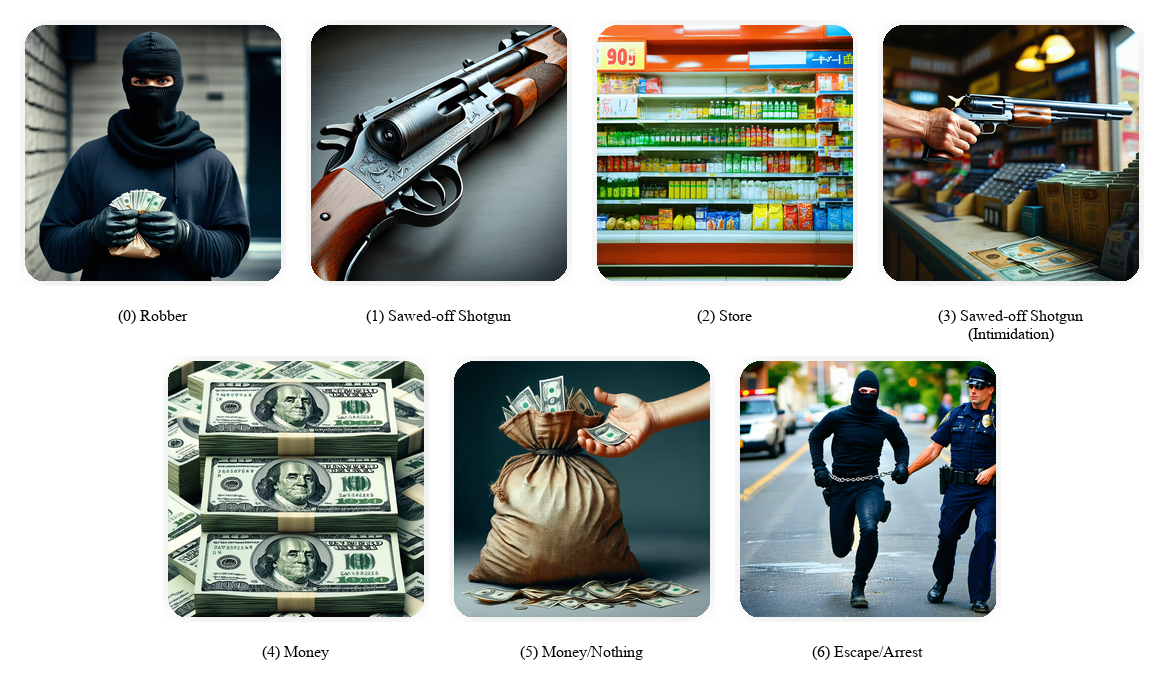 90
(0) Robber
(1) Sawed-off Shotgun
(2) Store
(3) Sawed-off Shotgun
(Intimidation)
(4) Money
(5) Money/Nothing
(6) Escape/Arrest